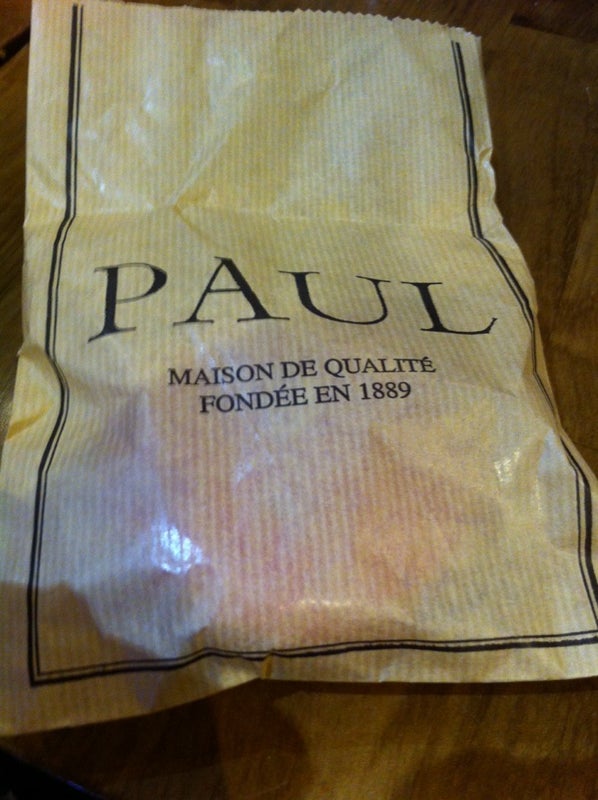 PAUL
MAISON DE QUALITÉ
FONDÉE EN 1889